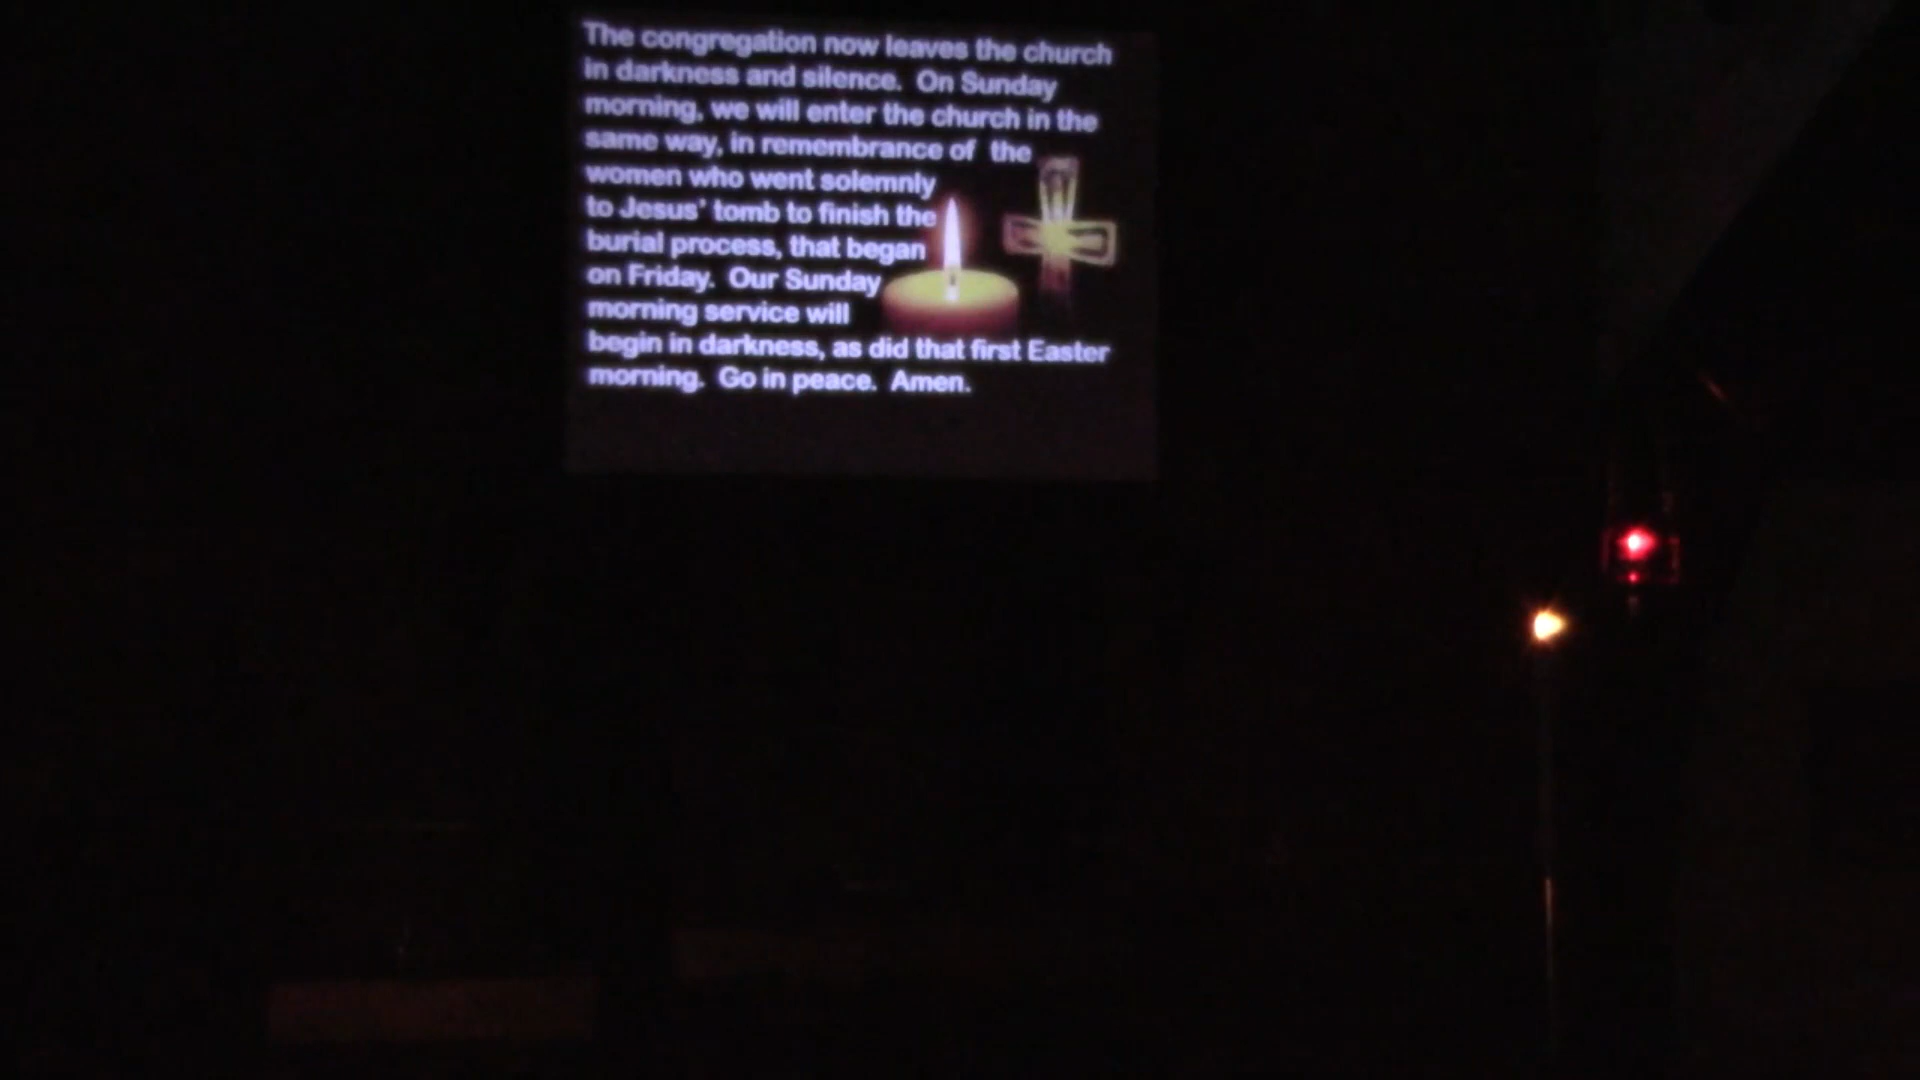 The congregation now leaves the church
in darkness and silence.  On Sunday
morning, we will enter the church in the
same way, in remembrance of  the
women who went solemnly
to Jesus' tomb to finish the
burial process, that began
on Friday.  Our Sunday
morning service will
begin in darkness, as did that first Easter
morning.  Go in peace.  Amen.